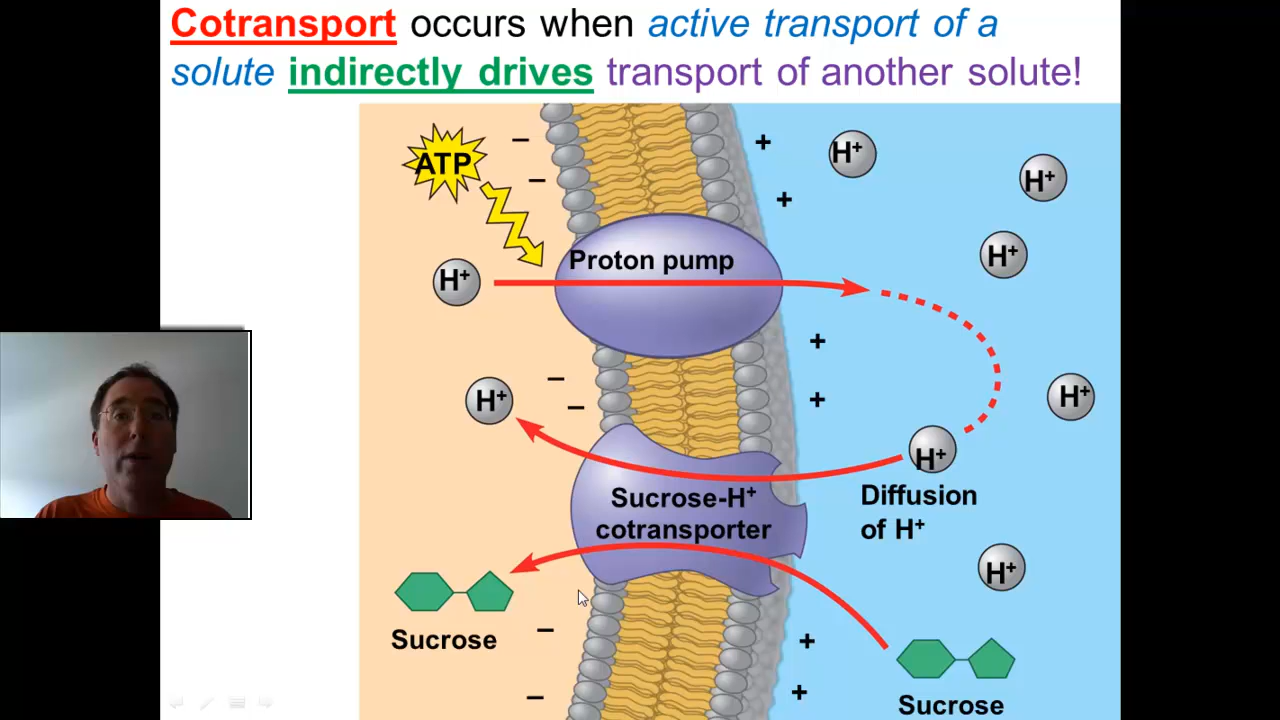 Cotransport occurs when active transport of a
solute indirectly drives transport of another solute!
ATP
–
+
H⁺
–
+
H⁺
H⁺
Proton pump
H⁺
+
–
H⁺
–
+
H⁺
H⁺
Sucrose-H⁺
cotransporter
Diffusion
of H⁺
H⁺
Sucrose
–
+
–
+
Sucrose